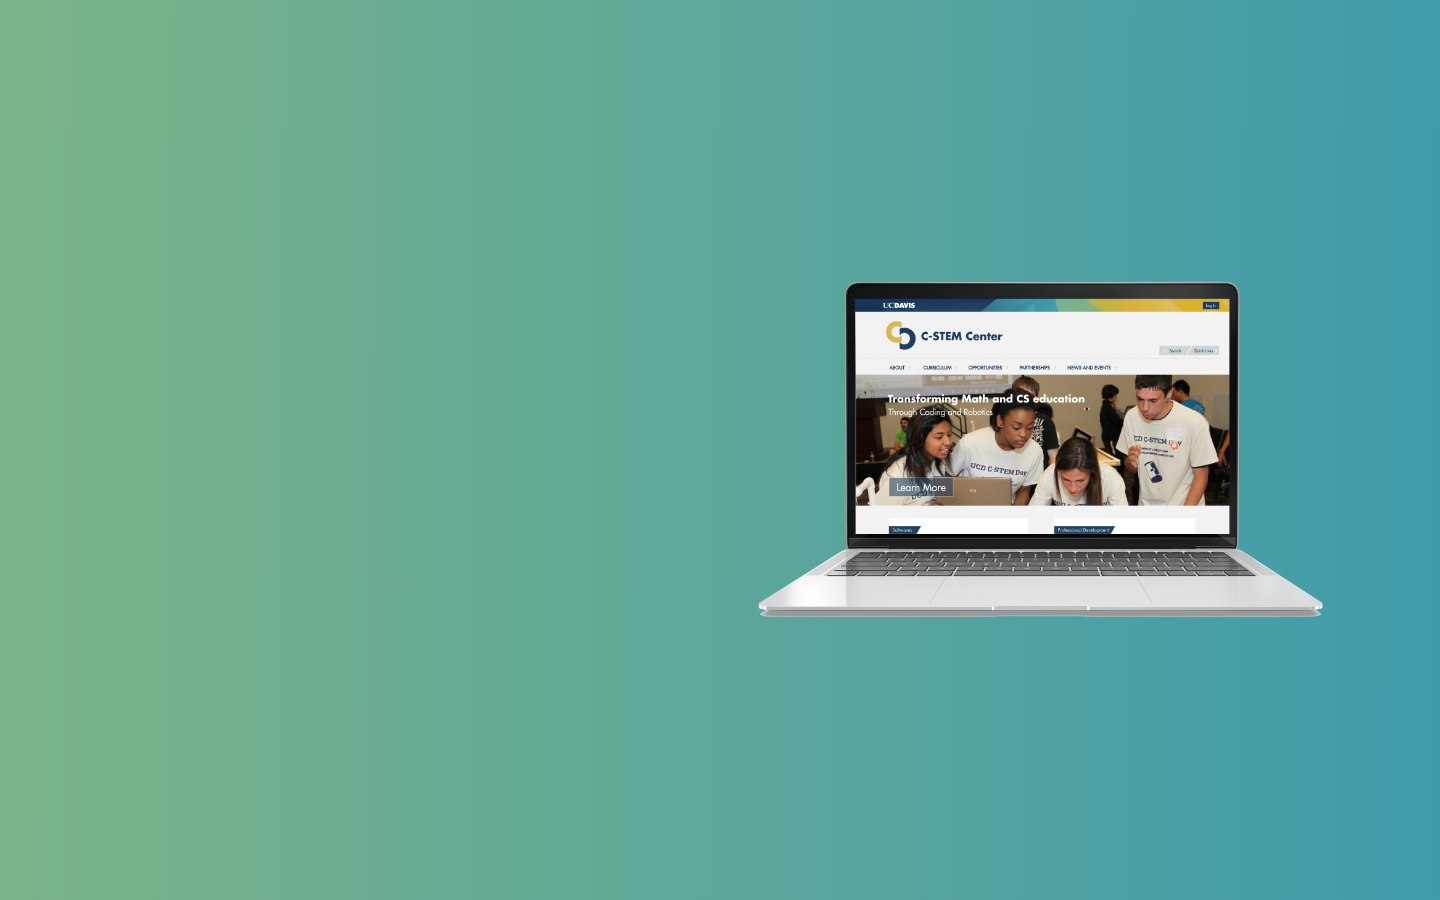 UCDAVIS
Log In
C-STEM Center
Search
Quick Links
ABOUT
CURRICULUM
OPPORTUNITIES
PARTNERSHIPS
NEWS AND EVENTS
Transforming Math and CS education
Through Coding and Robotics
UCD C-STEM Day
UCD C-STEM Day
Learn More
Softwares
Professional Development